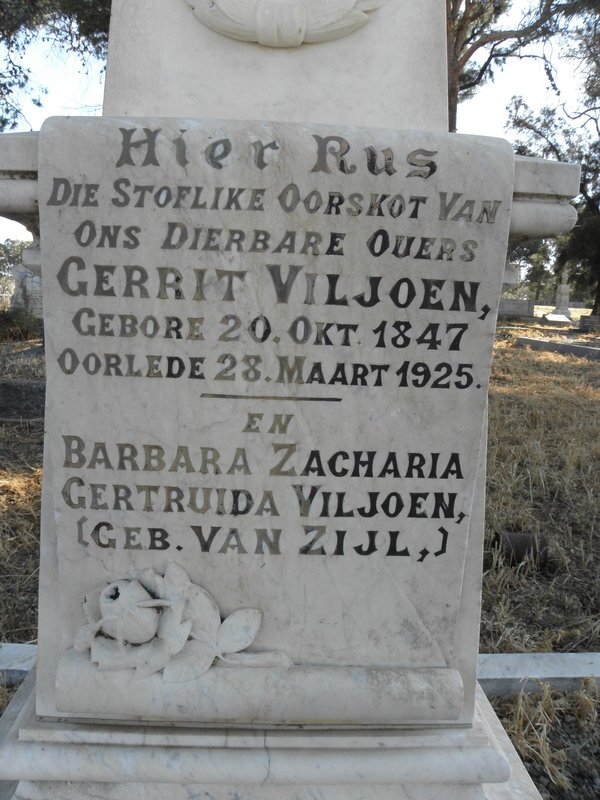 Hier Rus
DIE STOFLIKE OORSKOT VAN
ONS DIERBARE OUERS
GERRIT VILJOEN,
GEBORE 20. OKT. 1847
OORLEDE 28. MAART 1925.
EN
BARBARA ZACHARIA
GERTRUIDA VILJOEN,
(GEB. VAN ZIJL,)